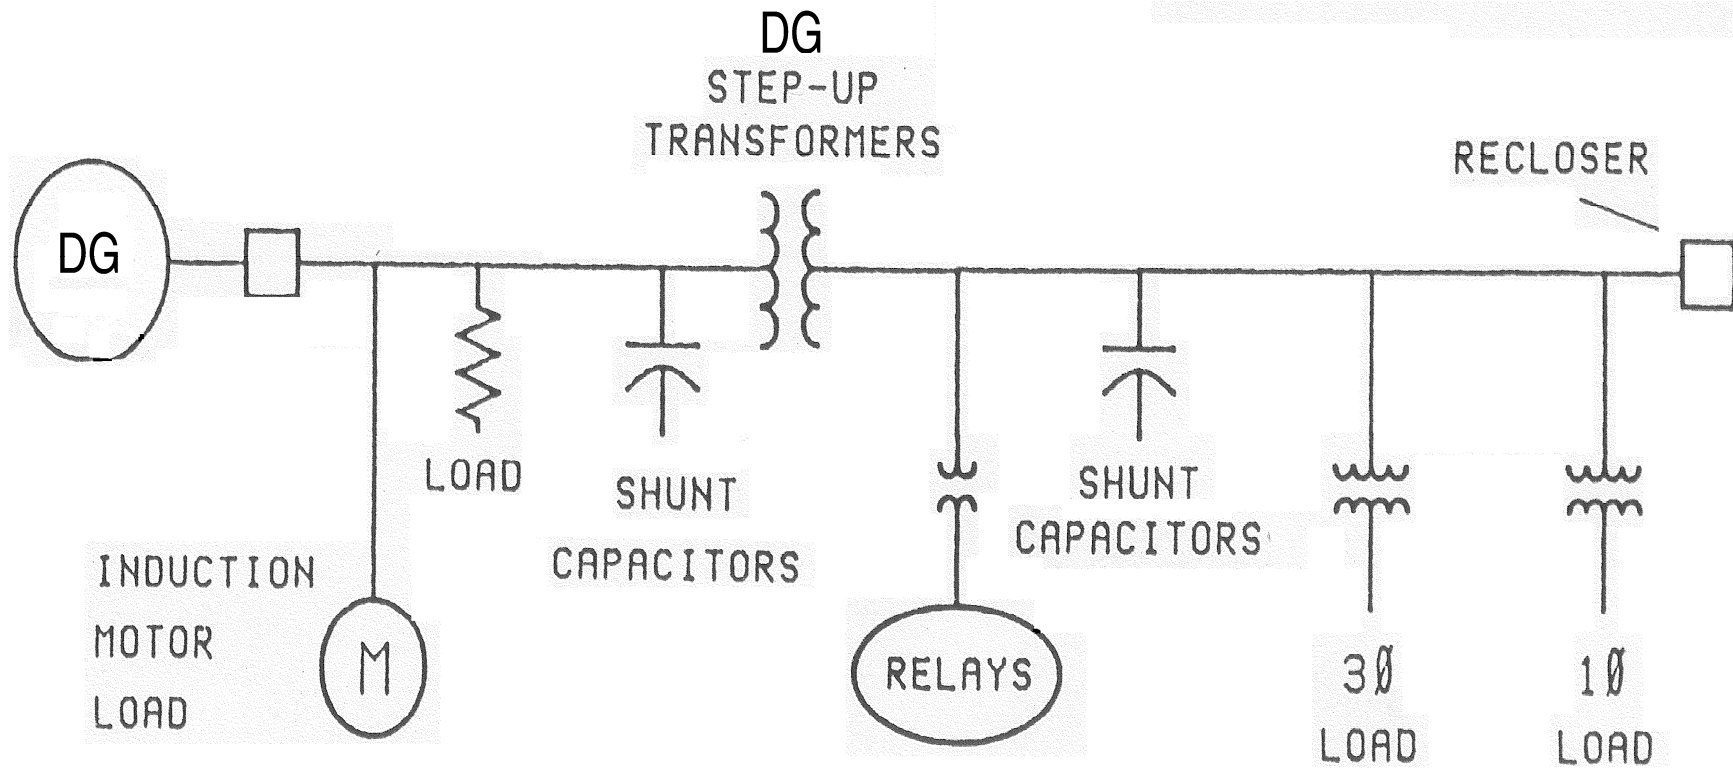 DG
STEP-UP
TRANSFORMERS
RECLOSER
DG
LOAD
SHUNT
CAPACITORS
SHUNT
CAPACITORS
INDUCTION
MOTOR
LOAD
M
RELAYS
3Ø
LOAD
1Ø
LOAD